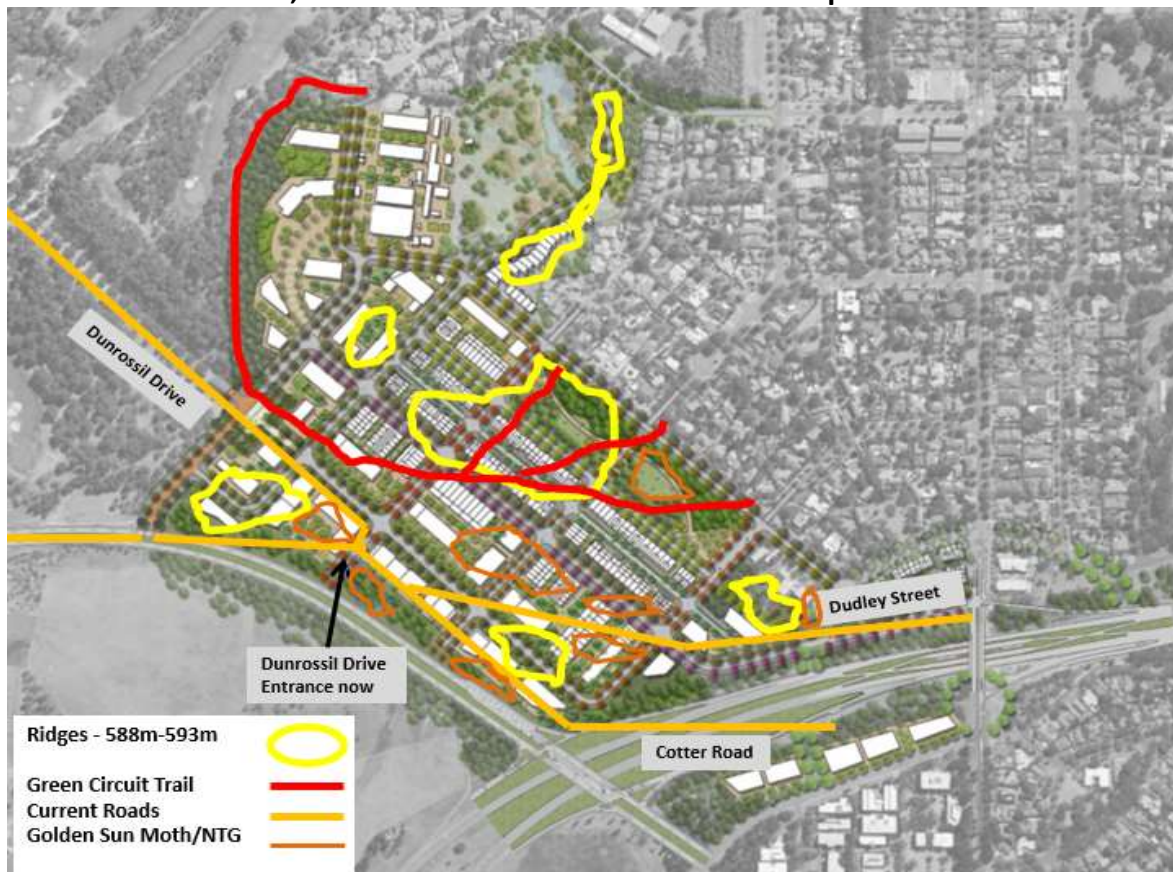 Dunrossil Drive
Dudley Street
Dunrossil Drive
Entrance now
Cotter Road
Ridges - 588m-593m
Green Circuit Trail
Current Roads
Golden Sun Moth/NTG